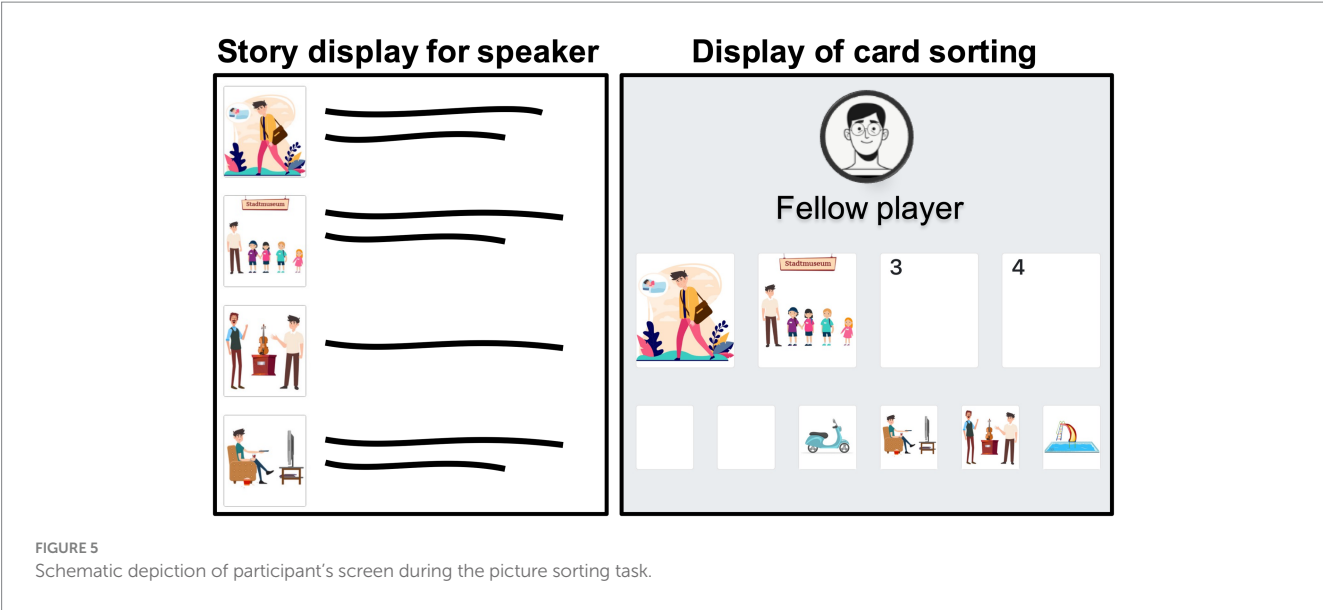 Story display for speaker
Display of card sorting
Stadtmuseum
Fellow player
Stadtmuseum
3
4
FIGURE 5
Schematic depiction of participant's screen during the picture sorting task.